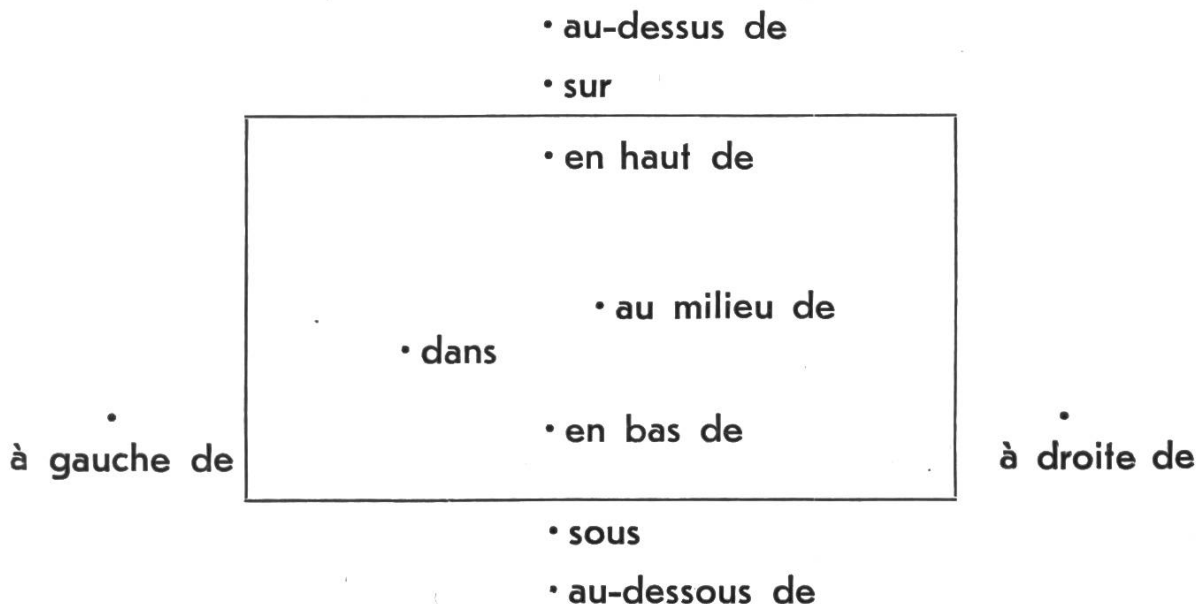 • au-dessus de
• sur
• en haut de
• au milieu de
• dans
• en bas de
• à gauche de
• à droite de
• sous
• au-dessous de